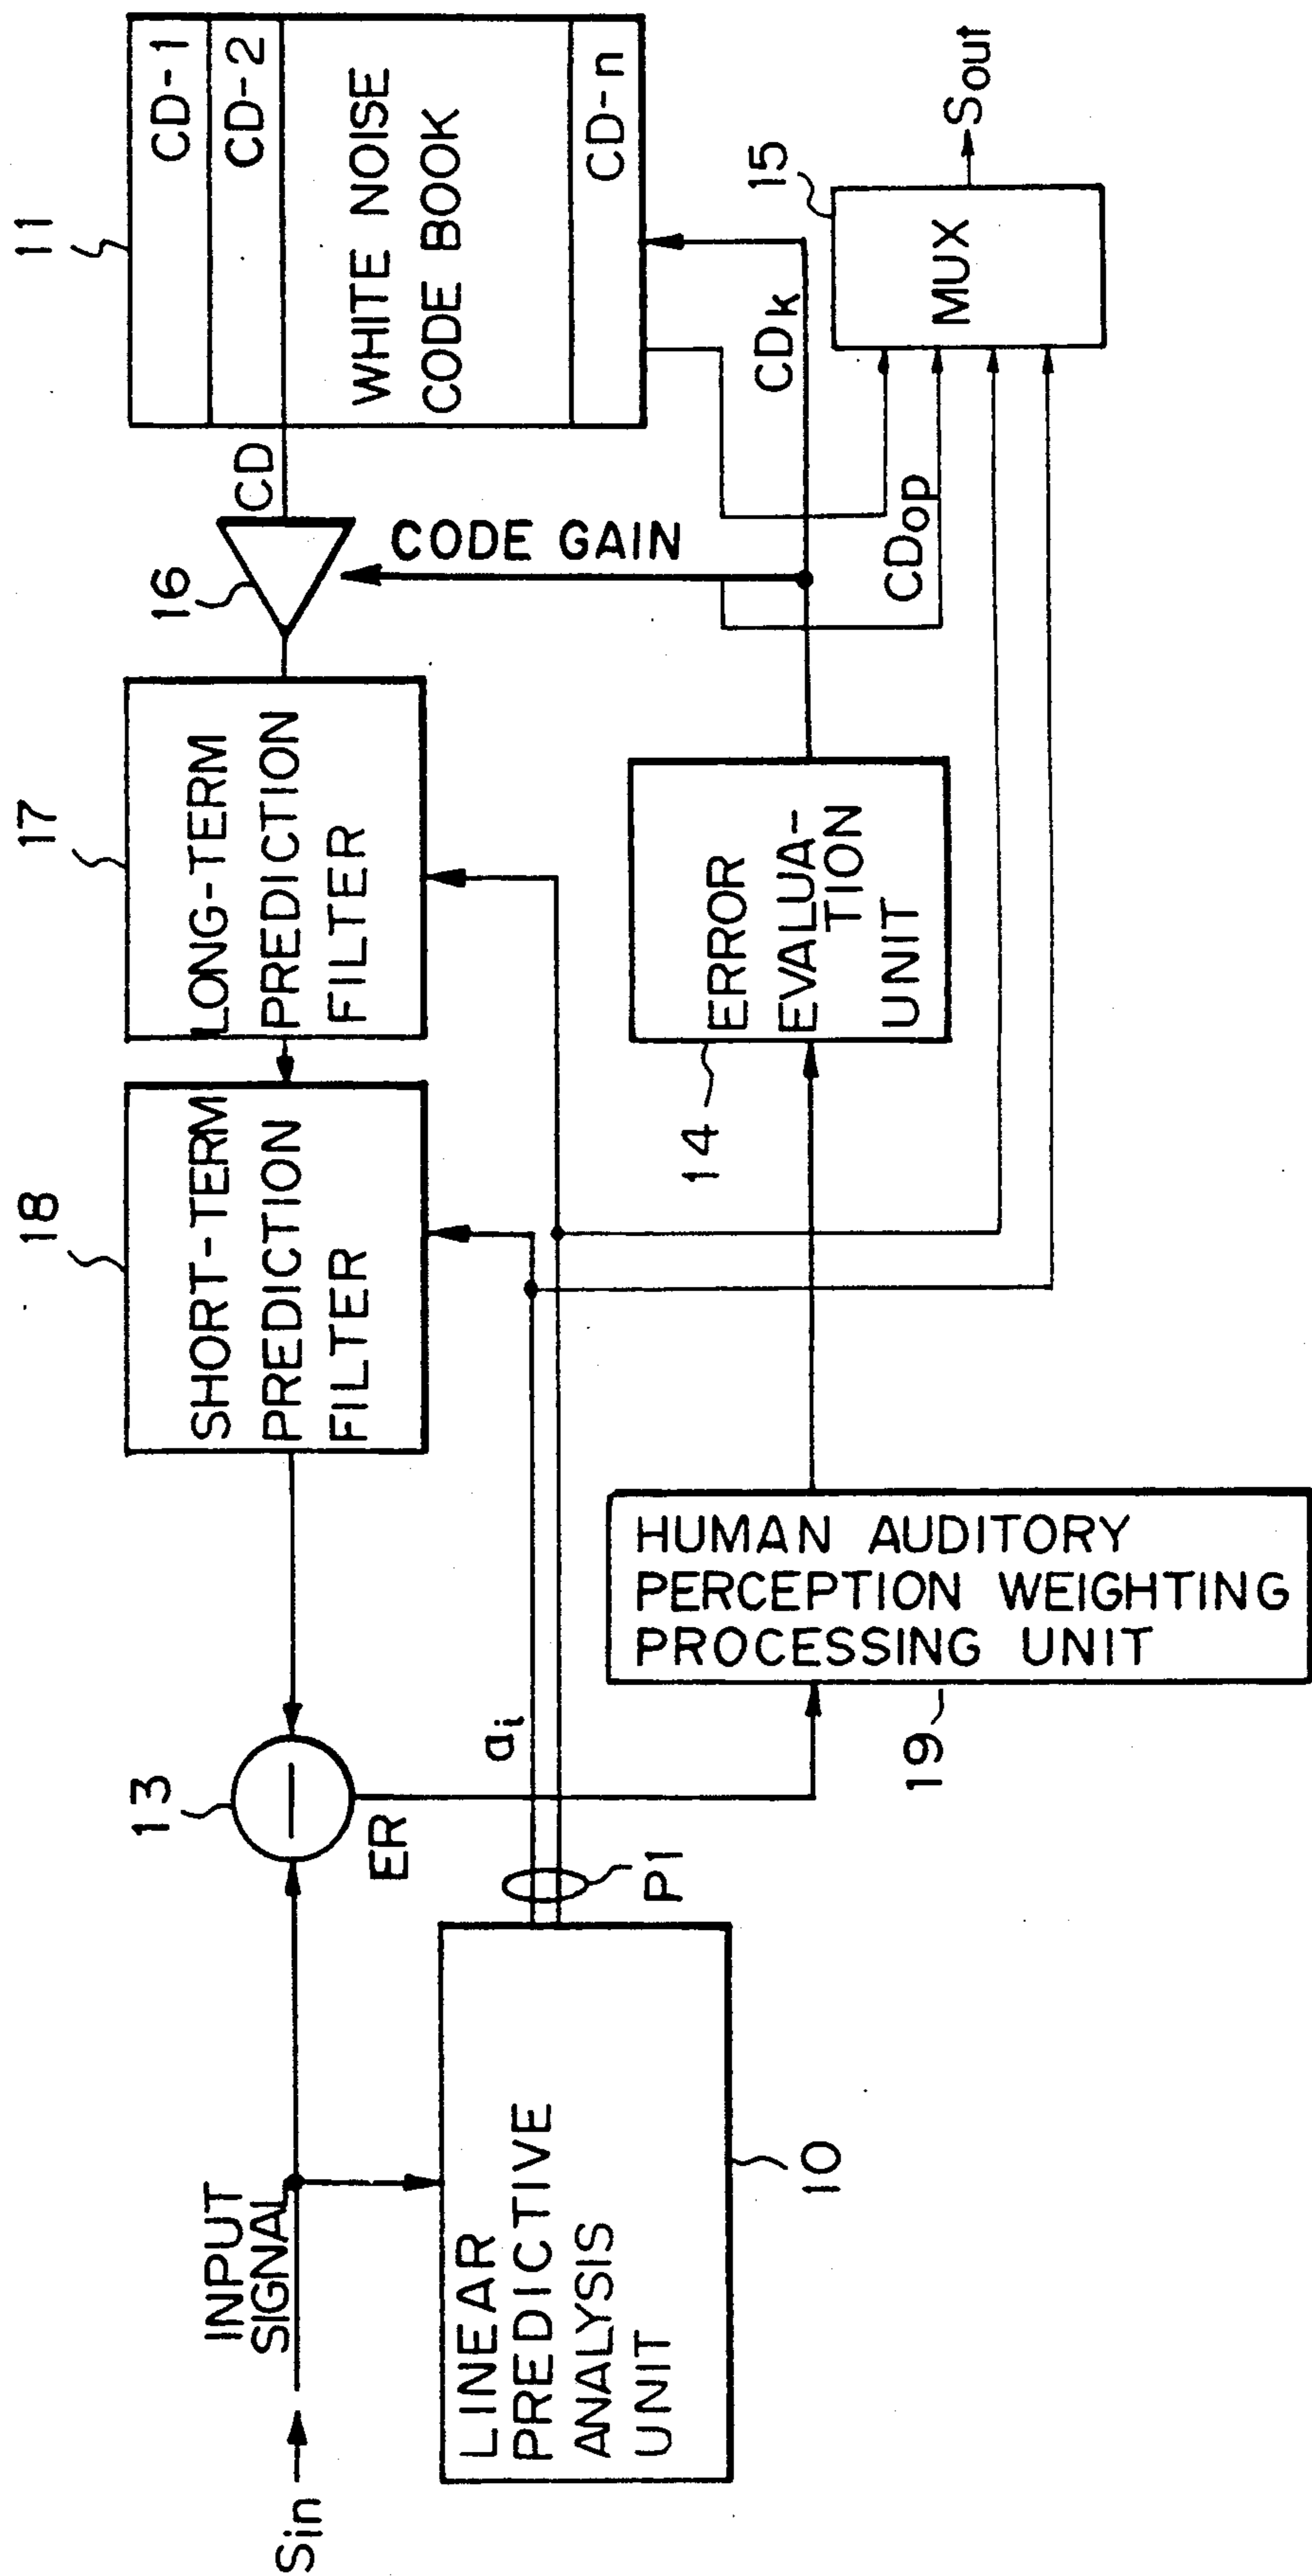 Sin
INPUT
SIGNAL
LINEAR
PREDICTIVE
ANALYSIS
UNIT
10
13
ER
P1
ai
18
SHORT-TERM
PREDICTION
FILTER
17
LONG-TERM
PREDICTION
FILTER
16
CD
CODE GAIN
11
CD-1
CD-2
WHITE NOISE
CODE BOOK
CD-n
HUMAN AUDITORY
PERCEPTION WEIGHTING
PROCESSING UNIT
19
14
ERROR
EVALUA-
TION
UNIT
CDk
CDop
15
MUX
Sout